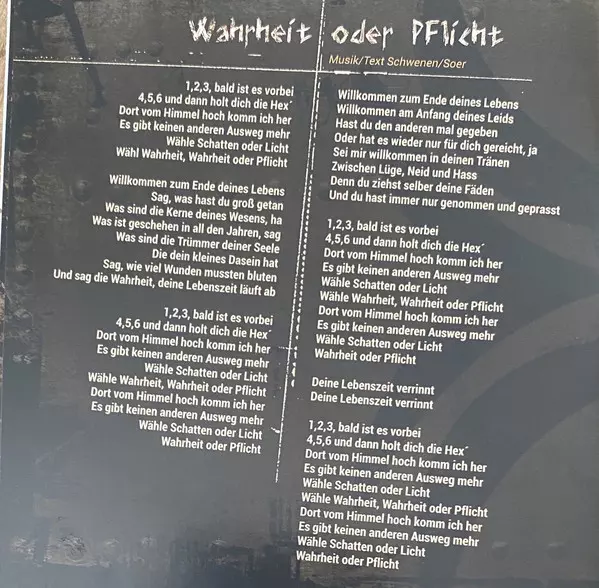 Wahrheit oder Pflicht
Musik/Text Schwenen/Soer
1,2,3, bald ist es vorbei
4,5,6 und dann holt dich die Hex´
Dort vom Himmel hoch komm ich her
Es gibt keinen anderen Ausweg mehr
Wähle Schatten oder Licht
Wähl Wahrheit, Wahrheit oder Pflicht
Willkommen zum Ende deines Lebens
Sag, was hast du groß getan
Was sind die Kerne deines Wesens, ha
Was ist geschehen in all den Jahren, sag
Was sind die Trümmer deiner Seele
Die dein kleines Dasein hat
Sag, wie viel Wunden mussten bluten
Und sag die Wahrheit, deine Lebenszeit läuft ab
1,2,3, bald ist es vorbei
4,5,6 und dann holt dich die Hex´
Dort vom Himmel hoch komm ich her
Es gibt keinen anderen Ausweg mehr
Wähle Schatten oder Licht
Wähle Wahrheit, Wahrheit oder Pflicht
Dort vom Himmel hoch komm ich her
Es gibt keinen anderen Ausweg mehr
Wähle Schatten oder Licht
Wahrheit oder Pflicht
Willkommen zum Ende deines Lebens
Willkommen am Anfang deines Leids
Hast du den anderen mal gegeben
Oder hat es wieder nur für dich gereicht, ja
Sei mir willkommen in deinen Tränen
Zwischen Lüge, Neid und Hass
Denn du ziehst selber deine Fäden
Und du hast immer nur genommen und geprasst
1,2,3, bald ist es vorbei
4,5,6 und dann holt dich die Hex´
Dort vom Himmel hoch komm ich her
Es gibt keinen anderen Ausweg mehr
Wähle Schatten oder Licht
Wähle Wahrheit, Wahrheit oder Pflicht
Dort vom Himmel hoch komm ich her
Es gibt keinen anderen Ausweg mehr
Wähle Schatten oder Licht
Wahrheit oder Pflicht
Deine Lebenszeit verrinnt
Deine Lebenszeit verrinnt
1,2,3, bald ist es vorbei
4,5,6 und dann holt dich die Hex´
Dort vom Himmel hoch komm ich her
Es gibt keinen anderen Ausweg mehr
Wähle Schatten oder Licht
Wähle Wahrheit, Wahrheit oder Pflicht
Dort vom Himmel hoch komm ich her
Es gibt keinen anderen Ausweg mehr
Wähle Schatten oder Licht
Wahrheit oder Pflicht